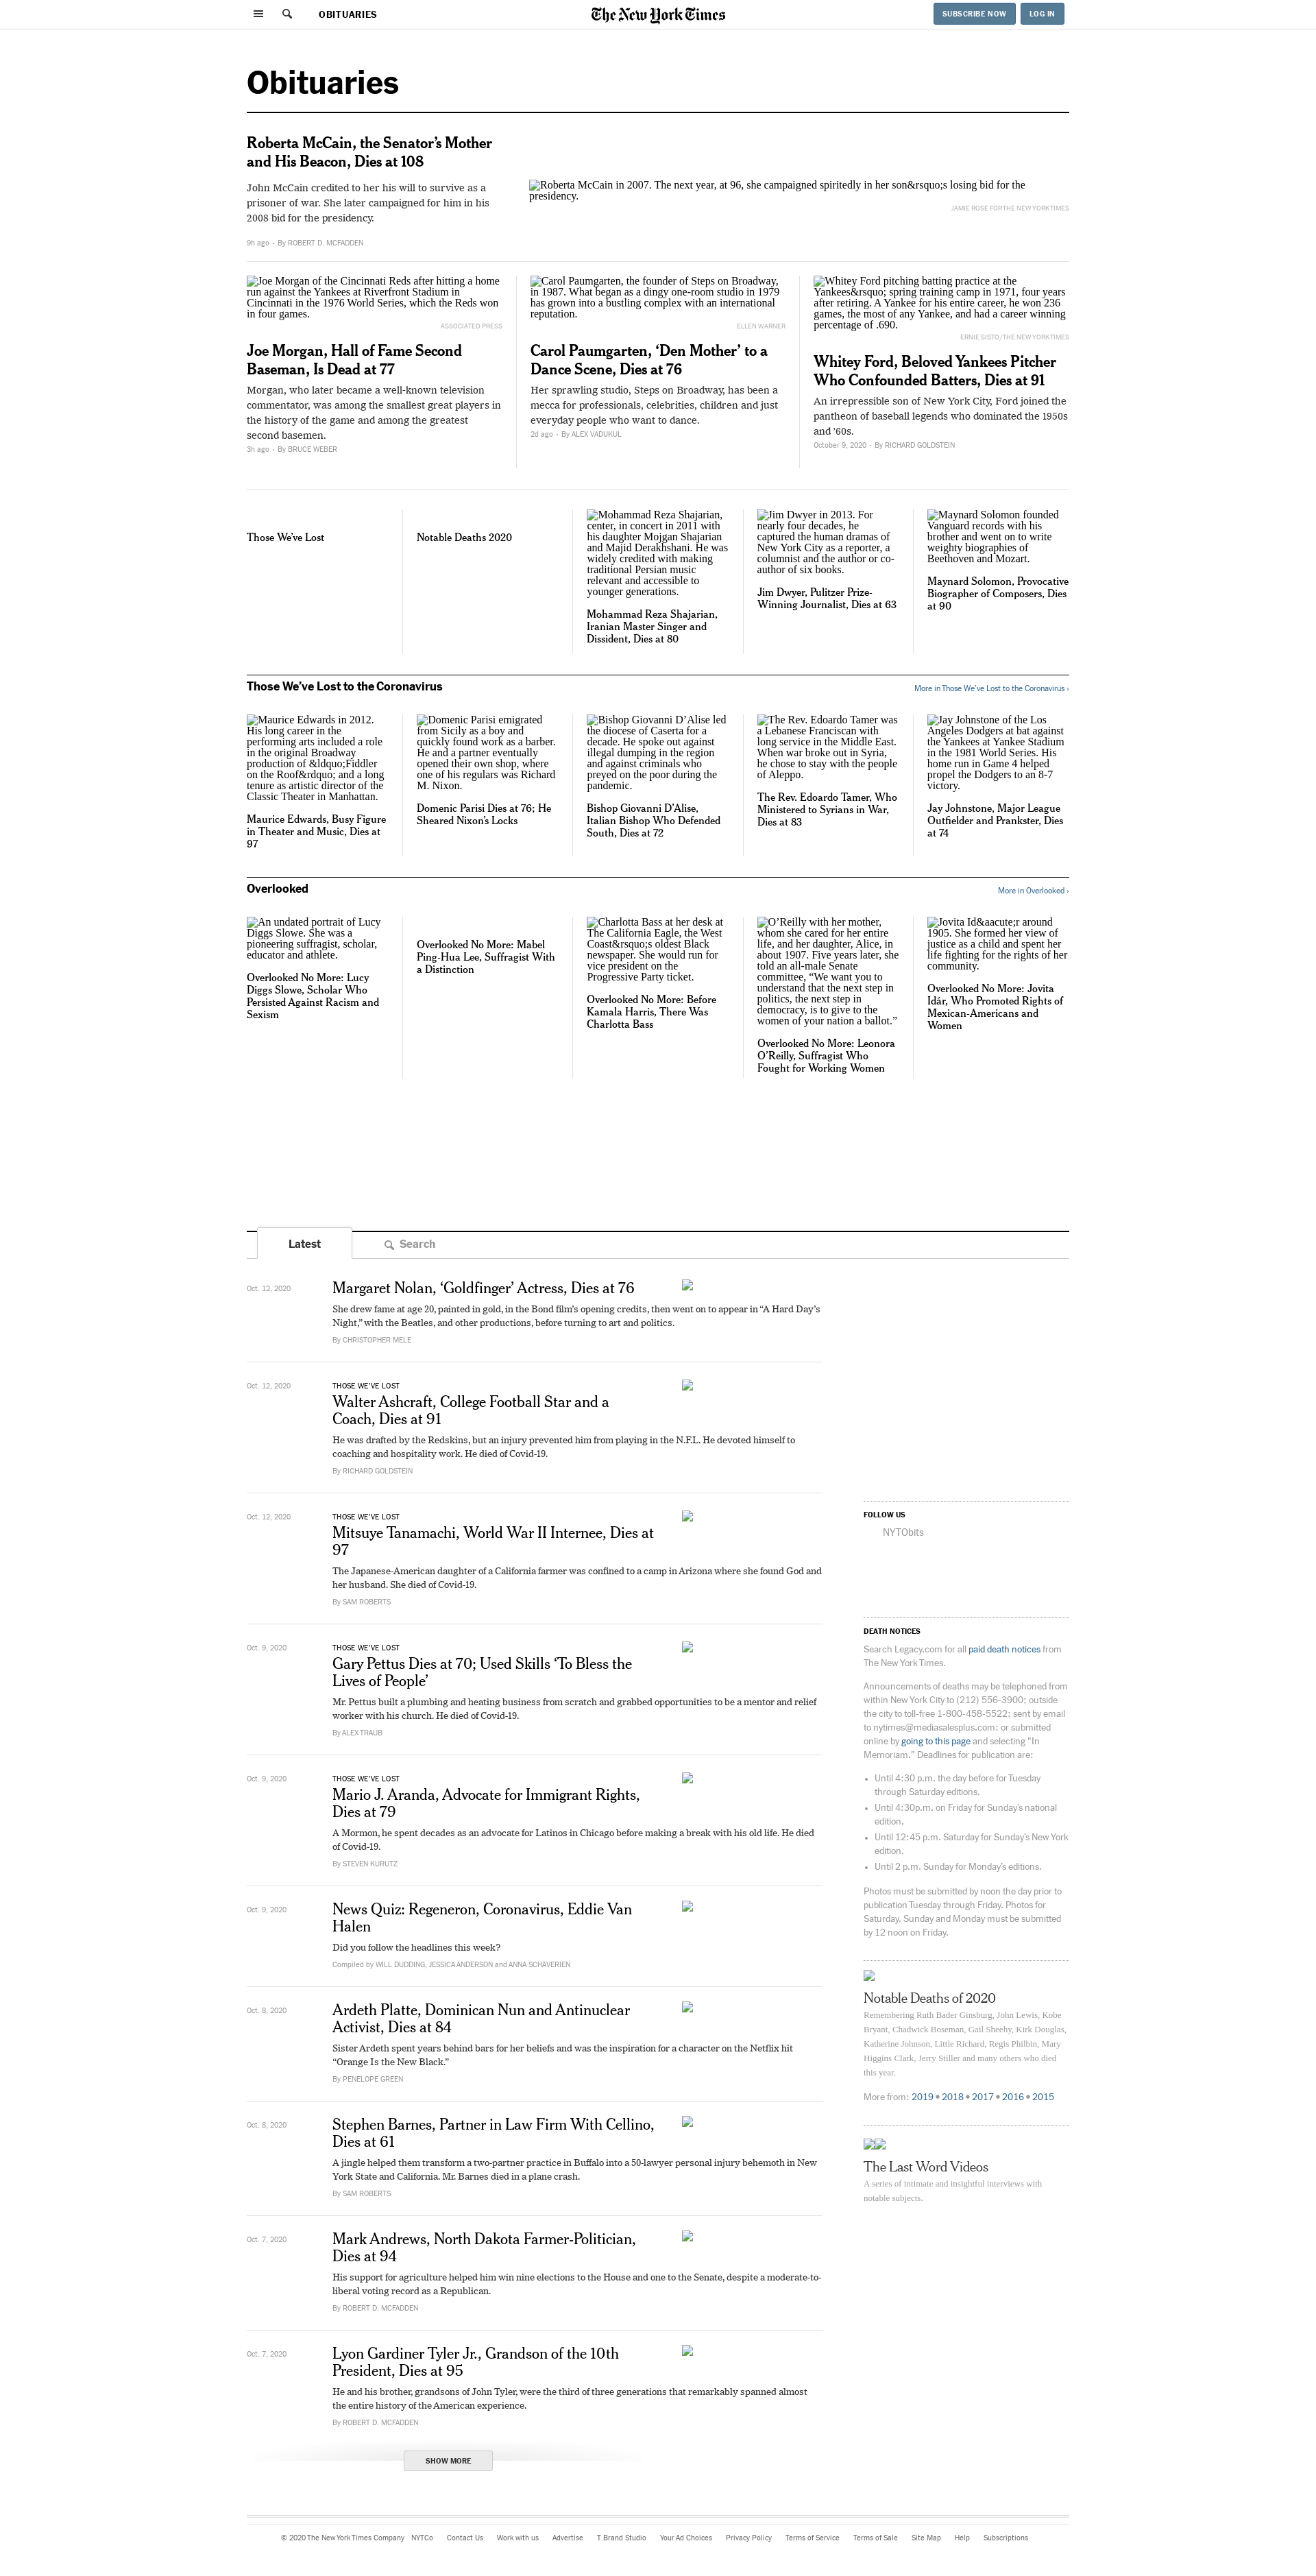 OBITUARIES
The New York Times
SUBSCRIBE NOW
LOG IN
Obituaries
Roberta McCain, the Senator’s Mother
and His Beacon, Dies at 108
John McCain credited to her his will to survive as a
prisoner of war. She later campaigned for him in his
2008 bid for the presidency.
9h ago • By ROBERT D. MCFADDEN
Roberta McCain in 2007. The next year, at 96, she campaigned spiritedly in her son&rsquo;s losing bid for the
presidency.
JAMIE ROSE FOR THE NEW YORK TIMES
Joe Morgan of the Cincinnati Reds after hitting a home
run against the Yankees at Riverfront Stadium in
Cincinnati in the 1976 World Series, which the Reds won
in four games.
ASSOCIATED PRESS
Joe Morgan, Hall of Fame Second
Baseman, Is Dead at 77
Morgan, who later became a well-known television
commentator, was among the smallest great players in
the history of the game and among the greatest
second basemen.
3h ago • By BRUCE WEBER
Carol Paumgarten, the founder of Steps on Broadway,
in 1987. What began as a dingy one-room studio in 1979
has grown into a bustling complex with an international
reputation.
ELLEN WARNER
Carol Paumgarten, ‘Den Mother’ to a
Dance Scene, Dies at 76
Her sprawling studio, Steps on Broadway, has been a
mecca for professionals, celebrities, children and just
everyday people who want to dance.
2d ago • By ALEX VADUKUL
Whitey Ford pitching batting practice at the
Yankees&rsquo; spring training camp in 1971, four years
after retiring. A Yankee for his entire career, he won 236
games, the most of any Yankee, and had a career winning
percentage of .690.
ERNIE SISTO/THE NEW YORK TIMES
Whitey Ford, Beloved Yankees Pitcher
Who Confounded Batters, Dies at 91
An irrepressible son of New York City, Ford joined the
pantheon of baseball legends who dominated the 1950s
and ’60s.
October 9, 2020 • By RICHARD GOLDSTEIN
Those We’ve Lost
Notable Deaths 2020
Mohammad Reza Shajarian,
center, in concert in 2011 with
his daughter Mojgan Shajarian
and Majid Derakhshani. He was
widely credited with making
traditional Persian music
relevant and accessible to
younger generations.
Mohammad Reza Shajarian,
Iranian Master Singer and
Dissident, Dies at 80
Jim Dwyer in 2013. For
nearly four decades, he
captured the human dramas of
New York City as a reporter, a
columnist and the author or co-
author of six books.
Jim Dwyer, Pulitzer Prize-
Winning Journalist, Dies at 63
Maynard Solomon founded
Vanguard records with his
brother and went on to write
weighty biographies of
Beethoven and Mozart.
Maynard Solomon, Provocative
Biographer of Composers, Dies
at 90
Those We’ve Lost to the Coronavirus
More in Those We’ve Lost to the Coronavirus ›
Maurice Edwards in 2012.
His long career in the
performing arts included a role
in the original Broadway
production of &ldquo;Fiddler
on the Roof&rdquo; and a long
tenure as artistic director of the
Classic Theater in Manhattan.
Maurice Edwards, Busy Figure
in Theater and Music, Dies at
97
Domenic Parisi emigrated
from Sicily as a boy and
quickly found work as a barber.
He and a partner eventually
opened their own shop, where
one of his regulars was Richard
M. Nixon.
Domenic Parisi Dies at 76; He
Sheared Nixon’s Locks
Bishop Giovanni D’Alise led
the diocese of Caserta for a
decade. He spoke out against
illegal dumping in the region
and against criminals who
preyed on the poor during the
pandemic.
Bishop Giovanni D’Alise,
Italian Bishop Who Defended
South, Dies at 72
The Rev. Edoardo Tamer was
a Lebanese Franciscan with
long service in the Middle East.
When war broke out in Syria,
he chose to stay with the people
of Aleppo.
The Rev. Edoardo Tamer, Who
Ministered to Syrians in War,
Dies at 83
Jay Johnstone of the Los
Angeles Dodgers at bat against
the Yankees at Yankee Stadium
in the 1981 World Series. His
home run in Game 4 helped
propel the Dodgers to an 8-7
victory.
Jay Johnstone, Major League
Outfielder and Prankster, Dies
at 74
Overlooked
More in Overlooked ›
An undated portrait of Lucy
Diggs Slowe. She was a
pioneering suffragist, scholar,
educator and athlete.
Overlooked No More: Lucy
Diggs Slowe, Scholar Who
Persisted Against Racism and
Sexism
Overlooked No More: Mabel
Ping-Hua Lee, Suffragist With
a Distinction
Charlotta Bass at her desk at
The California Eagle, the West
Coast&rsquo;s oldest Black
newspaper. She would run for
vice president on the
Progressive Party ticket.
Overlooked No More: Before
Kamala Harris, There Was
Charlotta Bass
O’Reilly with her mother,
whom she cared for her entire
life, and her daughter, Alice, in
about 1907. Five years later, she
told an all-male Senate
committee, “We want you to
understand that the next step in
politics, the next step in
democracy, is to give to the
women of your nation a ballot.”
Overlooked No More: Leonora
O’Reilly, Suffragist Who
Fought for Working Women
Jovita Id&aacute;r around
1905. She formed her view of
justice as a child and spent her
life fighting for the rights of her
community.
Overlooked No More: Jovita
Idár, Who Promoted Rights of
Mexican-Americans and
Women
Latest
Search
Oct. 12, 2020
Margaret Nolan, ‘Goldfinger’ Actress, Dies at 76
She drew fame at age 20, painted in gold, in the Bond film’s opening credits, then went on to appear in “A Hard Day’s
Night,” with the Beatles, and other productions, before turning to art and politics.
By CHRISTOPHER MELE
Oct. 12, 2020
THOSE WE’VE LOST
Walter Ashcraft, College Football Star and a
Coach, Dies at 91
He was drafted by the Redskins, but an injury prevented him from playing in the N.F.L. He devoted himself to
coaching and hospitality work. He died of Covid-19.
By RICHARD GOLDSTEIN
Oct. 12, 2020
THOSE WE’VE LOST
Mitsuye Tanamachi, World War II Internee, Dies at
97
The Japanese-American daughter of a California farmer was confined to a camp in Arizona where she found God and
her husband. She died of Covid-19.
By SAM ROBERTS
Oct. 9, 2020
THOSE WE’VE LOST
Gary Pettus Dies at 70; Used Skills ‘To Bless the
Lives of People’
Mr. Pettus built a plumbing and heating business from scratch and grabbed opportunities to be a mentor and relief
worker with his church. He died of Covid-19.
By ALEX TRAUB
Oct. 9, 2020
THOSE WE’VE LOST
Mario J. Aranda, Advocate for Immigrant Rights,
Dies at 79
A Mormon, he spent decades as an advocate for Latinos in Chicago before making a break with his old life. He died
of Covid-19.
By STEVEN KURUTZ
Oct. 9, 2020
News Quiz: Regeneron, Coronavirus, Eddie Van
Halen
Did you follow the headlines this week?
Compiled by WILL DUDDING, JESSICA ANDERSON and ANNA SCHAVERIEN
Oct. 8, 2020
Ardeth Platte, Dominican Nun and Antinuclear
Activist, Dies at 84
Sister Ardeth spent years behind bars for her beliefs and was the inspiration for a character on the Netflix hit
“Orange Is the New Black.”
By PENELOPE GREEN
Oct. 8, 2020
Stephen Barnes, Partner in Law Firm With Cellino,
Dies at 61
A jingle helped them transform a two-partner practice in Buffalo into a 50-lawyer personal injury behemoth in New
York State and California. Mr. Barnes died in a plane crash.
By SAM ROBERTS
Oct. 7, 2020
Mark Andrews, North Dakota Farmer-Politician,
Dies at 94
His support for agriculture helped him win nine elections to the House and one to the Senate, despite a moderate-to-
liberal voting record as a Republican.
By ROBERT D. MCFADDEN
Oct. 7, 2020
Lyon Gardiner Tyler Jr., Grandson of the 10th
President, Dies at 95
He and his brother, grandsons of John Tyler, were the third of three generations that remarkably spanned almost
the entire history of the American experience.
By ROBERT D. MCFADDEN
SHOW MORE
FOLLOW US
NYTObits
DEATH NOTICES
Search Legacy.com for all paid death notices from
The New York Times.
Announcements of deaths may be telephoned from
within New York City to (212) 556-3900; outside
the city to toll-free 1-800-458-5522; sent by email
to nytimes@mediasalesplus.com; or submitted
online by going to this page and selecting "In
Memoriam." Deadlines for publication are:
• Until 4:30 p.m. the day before for Tuesday
through Saturday editions.
• Until 4:30p.m. on Friday for Sunday’s national
edition.
• Until 12:45 p.m. Saturday for Sunday’s New York
edition.
• Until 2 p.m. Sunday for Monday’s editions.
Photos must be submitted by noon the day prior to
publication Tuesday through Friday. Photos for
Saturday. Sunday and Monday must be submitted
by 12 noon on Friday.
Notable Deaths of 2020
Remembering Ruth Bader Ginsburg, John Lewis, Kobe
Bryant, Chadwick Boseman, Gail Sheehy, Kirk Douglas,
Katherine Johnson, Little Richard, Regis Philbin, Mary
Higgins Clark, Jerry Stiller and many others who died
this year.
More from: 2019 • 2018 • 2017 • 2016 • 2015
The Last Word Videos
A series of intimate and insightful interviews with
notable subjects.
© 2020 The New York Times Company NYTCo Contact Us Work with us Advertise T Brand Studio Your Ad Choices Privacy Policy Terms of Service Terms of Sale Site Map Help Subscriptions